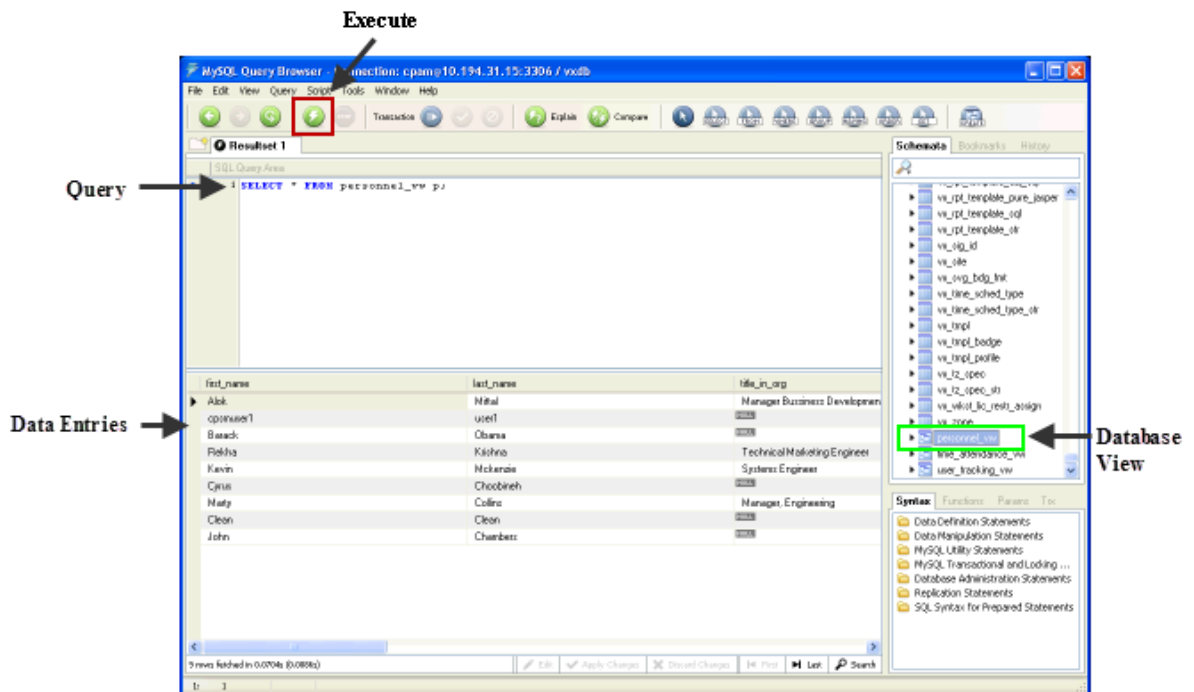 Execute
MySQL Query Browser - Connection: cpam@10.194.31.15:3306 / vxdb
File Edit View Query Script Tools Window Help
Transaction Explain Compare
Resultset 1
SQL Query Area
Query
1 SELECT * FROM personnel_vw p;
Schemata Bookmarks History
vx_rpt_template_pure_jasper
vx_rpt_template_sql
vx_rpt_template_str
vx_sig_id
vx_site
vx_time_sched_type
vx_time_sched_type_str
vx_tmpl
vx_tmpl_badge
vx_tmpl_profile
vx_tz_spec
vx_tz_spec_str
vx_wkst_lic_restr_assign
vx_zone
personnel_vw
time_attendance_vw
user_tracking_vw
Database
View
Data Entries
first_name last_name title_in_org
Alok Mittal Manager Bussiness Developmen
cpamuser1 user1 NULL
Barack Obama NULL
Rekha Krishna Technical Marketing Engineer
Kevin Mckenzie Systems Engineer
Cyrus Choobineh NULL
Marty Collins Manager, Engineering
Clean Clean NULL
John Chambers NULL
Syntax Functions Params Trx
Data Definition Statements
Data Manipulation Statements
MySQL Utility Statements
MySQL Transactional and Locking ...
Database Administration Statements
Replication Statements
SQL Syntax for Prepared Statements
9 rows fetched in 0.0704s (0.0086s)
Edit Apply Changes Discard Changes First Last Search
1: 1